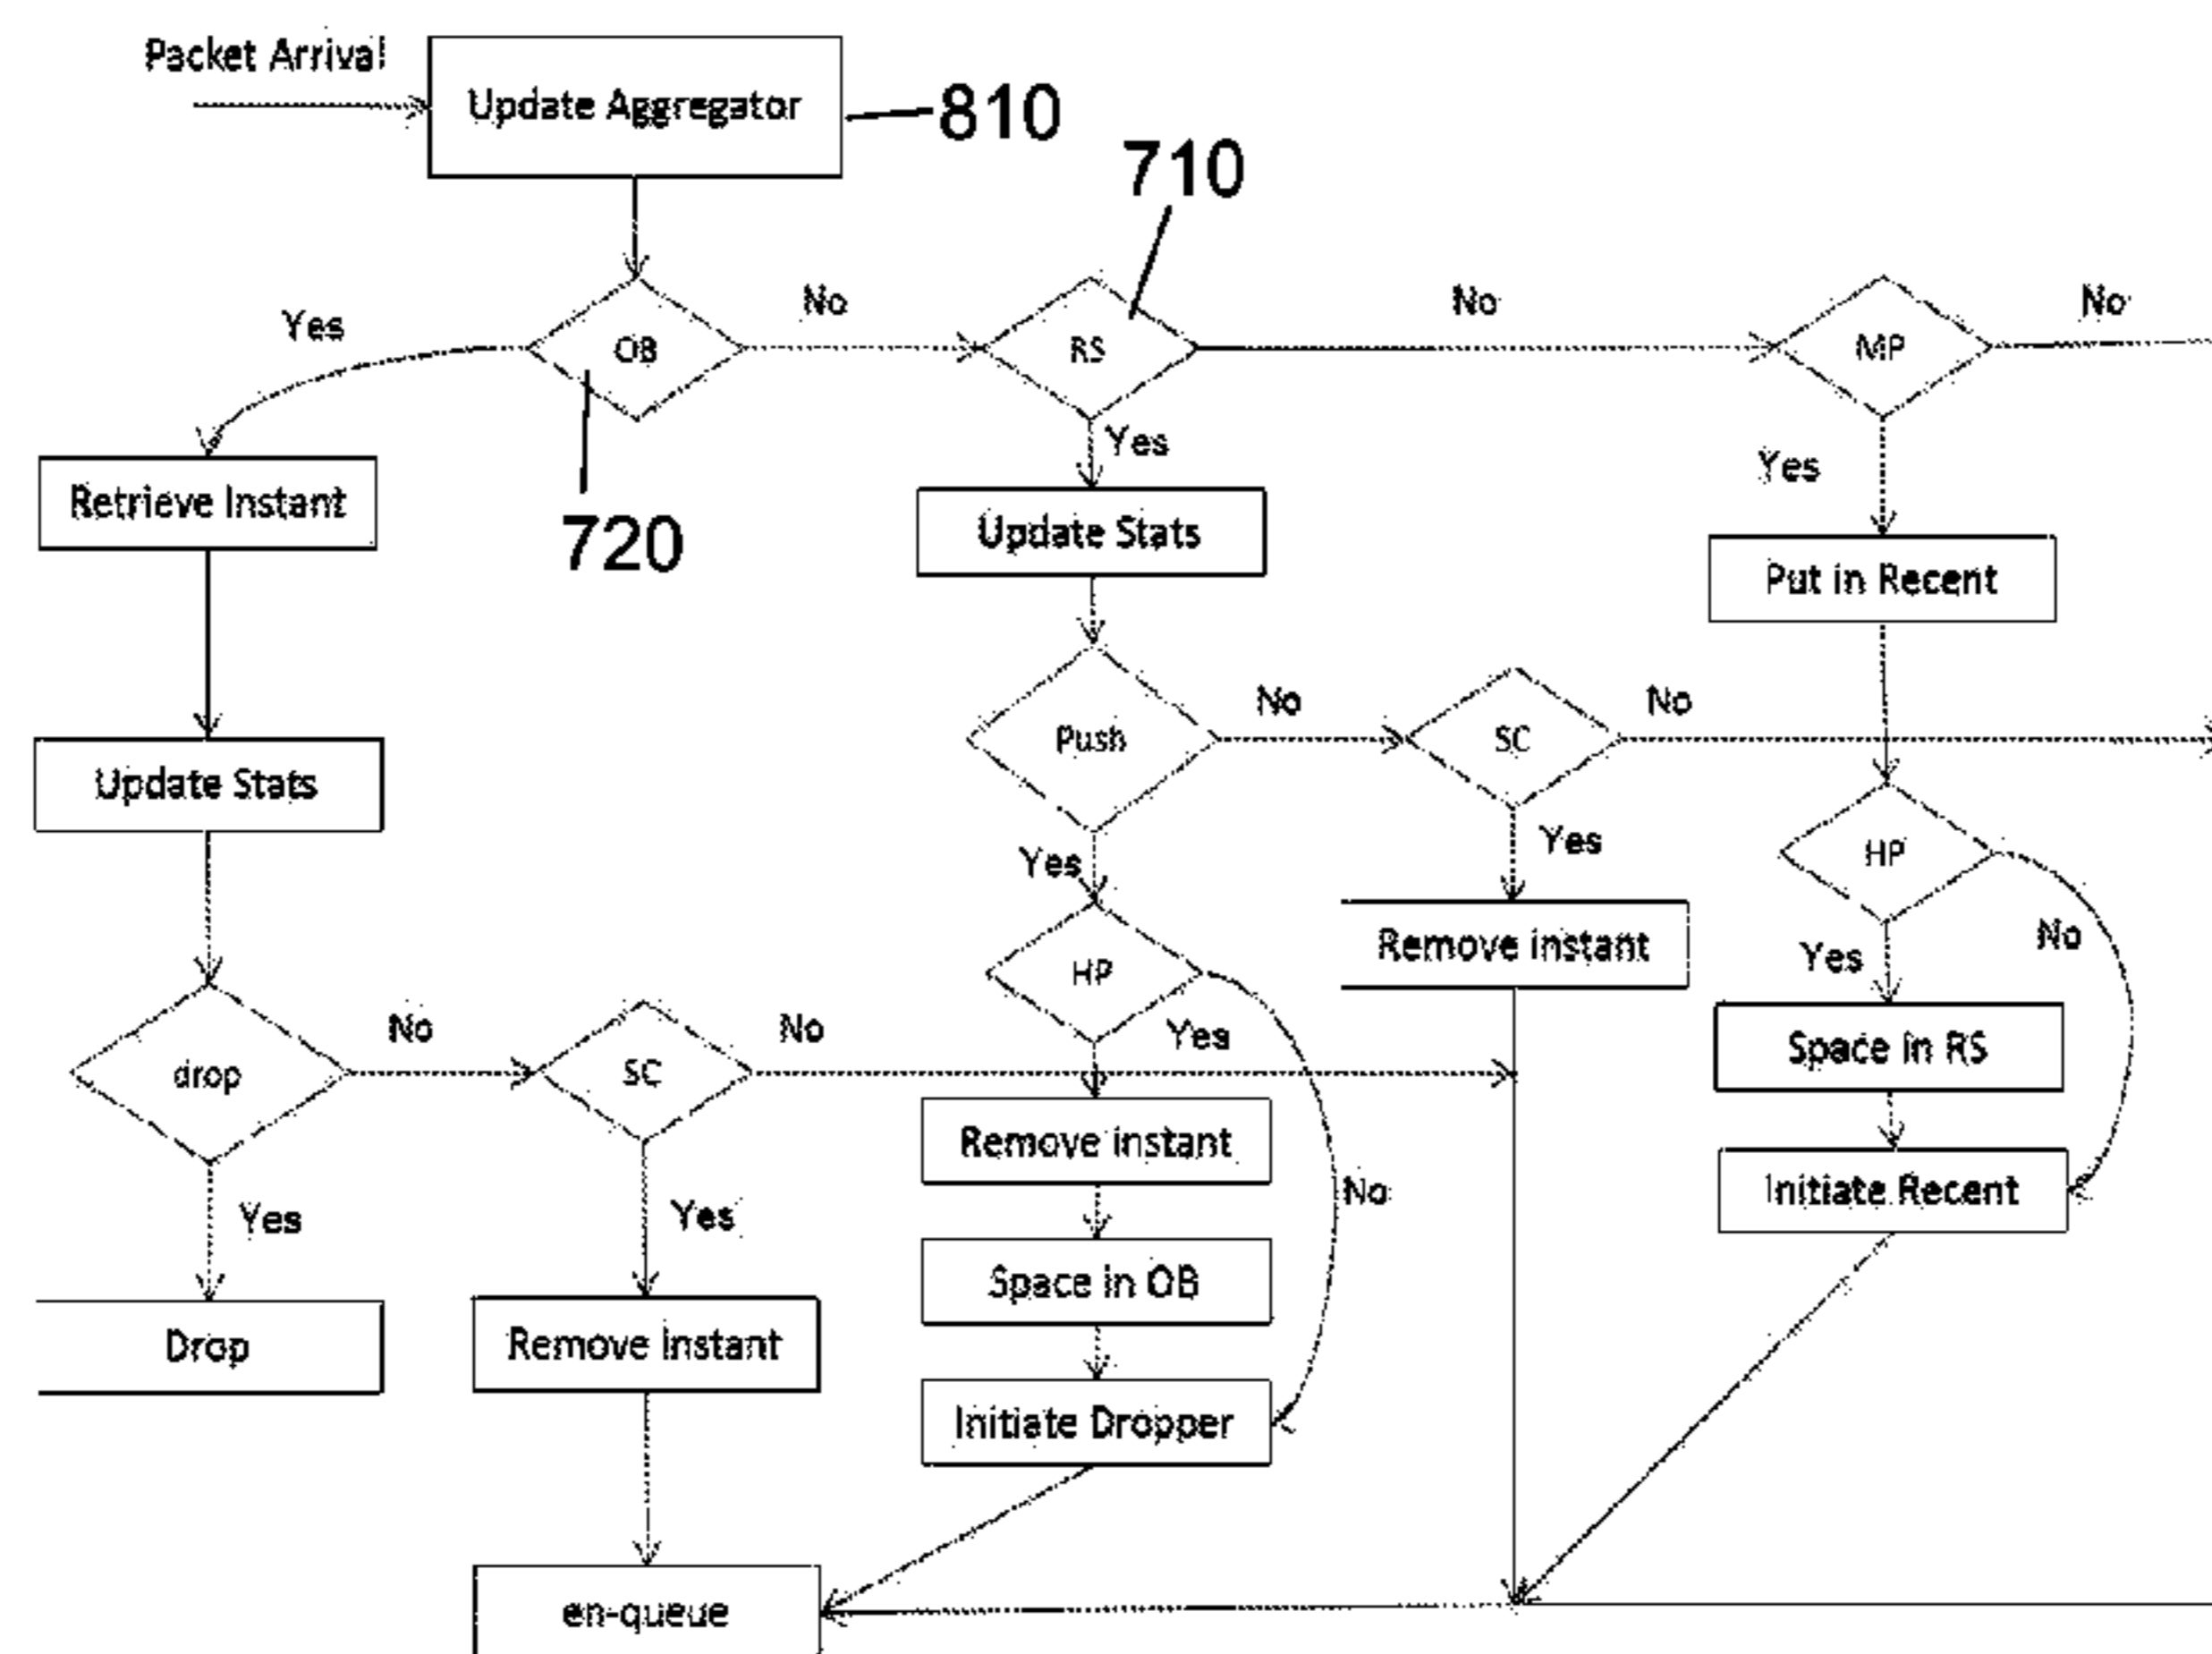 Packet Arrival
Update Aggregator
810
710
Yes
OB
No
RS
No
MP
No
720
Retrieve Instant
Yes
Update Stats
Yes
Put in Recent
Update Stats
Push
No
SC
No
Yes
HP
Yes
Remove instant
HP
Yes
No
Space in RS
Initiate Recent
drop
No
SC
No
Yes
Remove instant
No
Space in OB
Initiate Dropper
Yes
Drop
Yes
Remove instant
en-queue